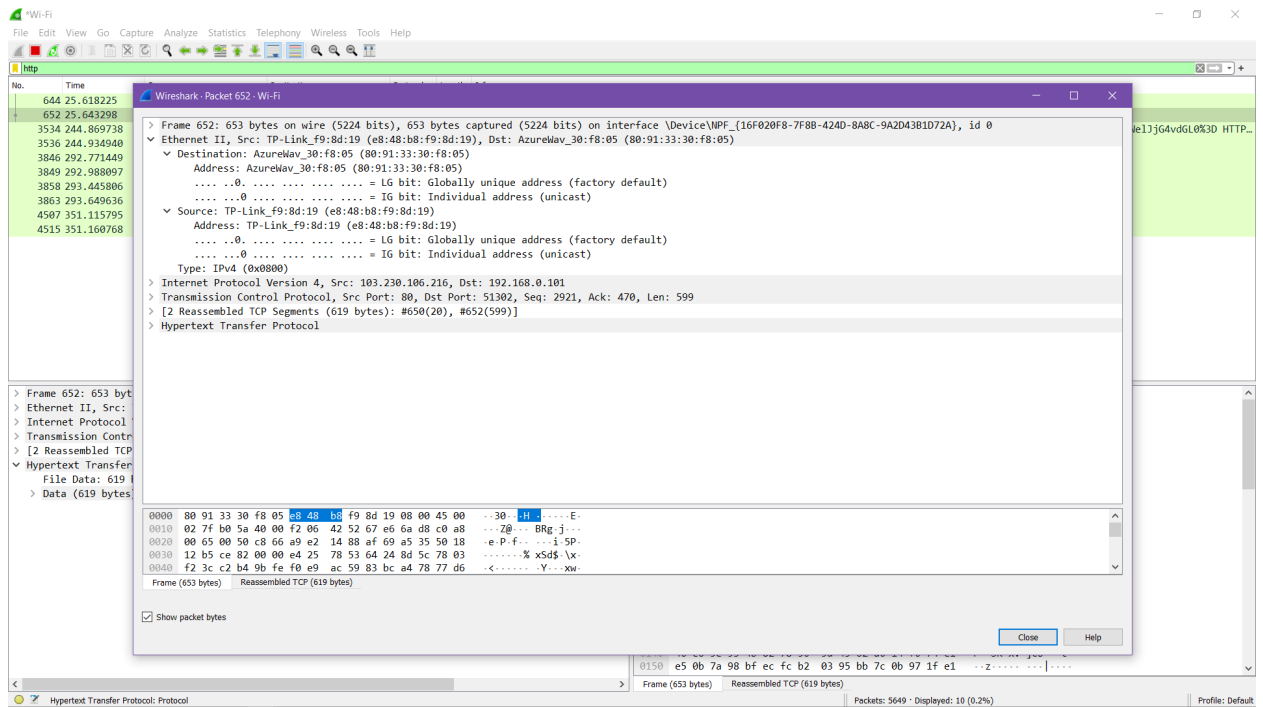 *Wi-Fi
File Edit View Go Capture Analyze Statistics Telephony Wireless Tools Help
http
No. Time
644 25.618225
652 25.643298
3534 244.869738
3536 244.934940
3846 292.771449
3849 292.988097
3858 293.445806
3863 293.649636
4507 351.115795
4515 351.160768
WelJjG4vdGL0%3D HTTP…
Wireshark · Packet 652 · Wi-Fi
Frame 652: 653 bytes on wire (5224 bits), 653 bytes captured (5224 bits) on interface \Device\NPF_{16F020F8-7F8B-424D-8A8C-9A2D43B1D72A}, id 0
Ethernet II, Src: TP-Link_f9:8d:19 (e8:48:b8:f9:8d:19), Dst: AzureWav_30:f8:05 (80:91:33:30:f8:05)
Destination: AzureWav_30:f8:05 (80:91:33:30:f8:05)
Address: AzureWav_30:f8:05 (80:91:33:30:f8:05)
.... ..0. .... .... .... .... = LG bit: Globally unique address (factory default)
.... ...0 .... .... .... .... = IG bit: Individual address (unicast)
Source: TP-Link_f9:8d:19 (e8:48:b8:f9:8d:19)
Address: TP-Link_f9:8d:19 (e8:48:b8:f9:8d:19)
.... ..0. .... .... .... .... = LG bit: Globally unique address (factory default)
.... ...0 .... .... .... .... = IG bit: Individual address (unicast)
Type: IPv4 (0x0800)
Internet Protocol Version 4, Src: 103.230.106.216, Dst: 192.168.0.101
Transmission Control Protocol, Src Port: 80, Dst Port: 51302, Seq: 2921, Ack: 470, Len: 599
[2 Reassembled TCP Segments (619 bytes): #650(20), #652(599)]
Hypertext Transfer Protocol
0000 80 91 33 30 f8 05 e8 48 b8 f9 8d 19 08 00 45 00 ··30···H ······E·
0010 02 7f b0 5a 40 00 f2 06 42 52 67 e6 6a d8 c0 a8 ···Z@··· BRg·j···
0020 00 65 00 50 c8 66 a9 e2 14 88 af 69 a5 35 50 18 ·e·P·f·· ···i·5P·
0030 12 b5 ce 82 00 00 e4 25 78 53 64 24 8d 5c 78 03 ·······% xSd$·\x·
0040 f2 3c c2 b4 9b fe f0 e9 ac 59 83 bc a4 78 77 d6 ·<······ ·Y···xw·
Frame (653 bytes) Reassembled TCP (619 bytes)
Show packet bytes
Close Help
Frame 652: 653 byt
Ethernet II, Src:
Internet Protocol
Transmission Contr
[2 Reassembled TCP
Hypertext Transfer
File Data: 619
Data (619 bytes
0150 e5 0b 7a 98 bf ec fc b2 03 95 bb 7c 0b 97 1f e1 ··z····· ···|····
Frame (653 bytes) Reassembled TCP (619 bytes)
Hypertext Transfer Protocol: Protocol
Packets: 5649 · Displayed: 10 (0.2%)
Profile: Default